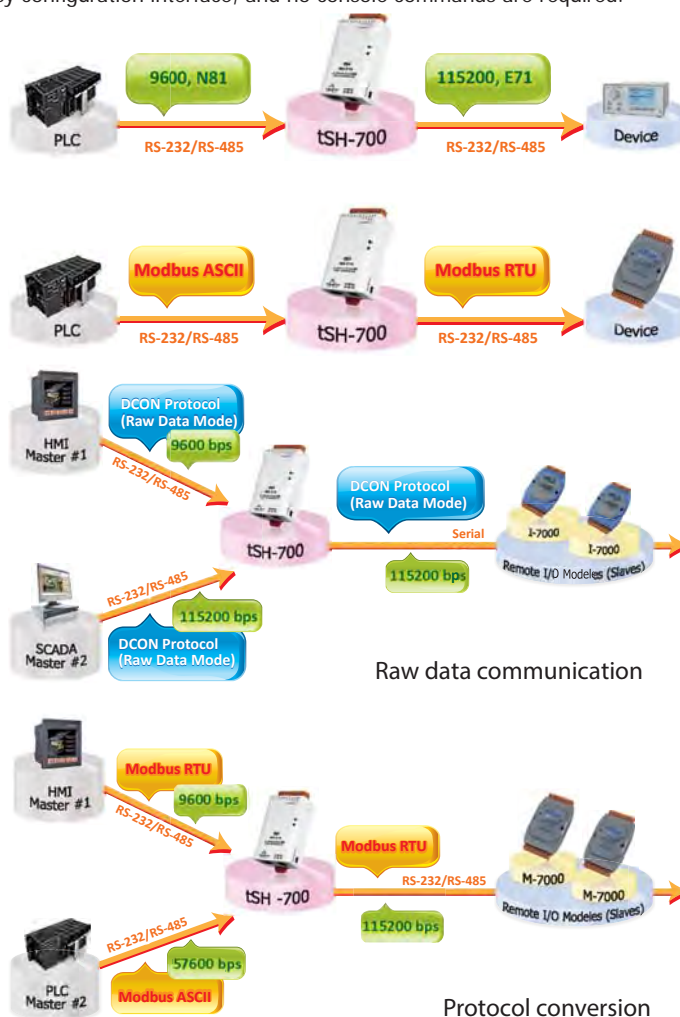 by configuration interface, and no console commands are required.
9600, N81
115200, E71
PLC
RS-232/RS-485
tSH-700
RS-232/RS-485
Device
Modbus ASCII
Modbus RTU
PLC
RS-232/RS-485
tSH-700
RS-232/RS-485
Device
HMI
Master #1
DCON Protocol
(Raw Data Mode)
9600 bps
RS-232/RS-485
tSH-700
DCON Protocol
(Raw Data Mode)
Serial
115200 bps
I-7000
I-7000
Remote I/O Modeles (Slaves)
SCADA
Master #2
RS-232/RS-485
115200 bps
DCON Protocol
(Raw Data Mode)
Raw data communication
HMI
Master #1
Modbus RTU
9600 bps
RS-232/RS-485
tSH -700
Modbus RTU
RS-232/RS-485
115200 bps
M-7000
M-7000
Remote I/O Modeles (Slaves)
PLC
Master #2
RS-232/RS-485
57600 bps
Modbus ASCII
Protocol conversion